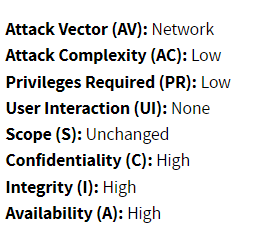 Attack Vector (AV): Network
Attack Complexity (AC): Low
Privileges Required (PR): Low
User Interaction (UI): None
Scope (S): Unchanged
Confidentiality (C): High
Integrity (I): High
Availability (A): High